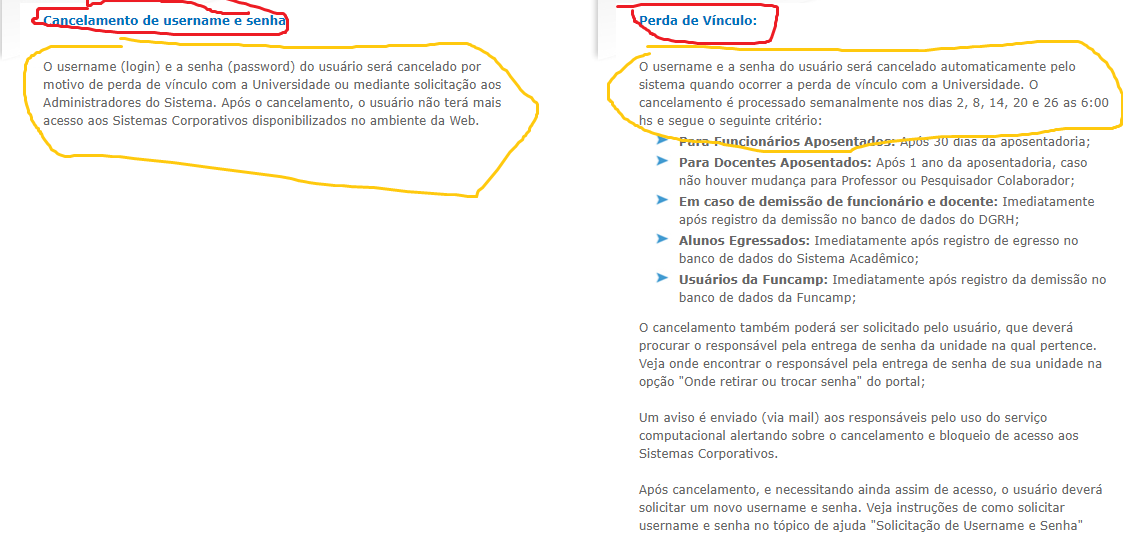 Cancelamento de username e senha
O username (login) e a senha (password) do usuário será cancelado por
motivo de perda de vínculo com a Universidade ou mediante solicitação aos
Administradores do Sistema. Após o cancelamento, o usuário não terá mais
acesso aos Sistemas Corporativos disponibilizados no ambiente da Web.
Perda de Vínculo:
O username e a senha do usuário será cancelado automaticamente pelo
sistema quando ocorrer a perda de vínculo com a Universidade. O
cancelamento é processado semanalmente nos dias 2, 8, 14, 20 e 26 as 6:00
hs e segue o seguinte critério:
Para Funcionários Aposentados: Após 30 dias da aposentadoria;
Para Docentes Aposentados: Após 1 ano da aposentadoria, caso
não houver mudança para Professor ou Pesquisador Colaborador;
Em caso de demissão de funcionário e docente: Imediatamente
após registro da demissão no banco de dados do DGRH;
Alunos Egressados: Imediatamente após registro de egresso no
banco de dados do Sistema Acadêmico;
Usuários da Funcamp: Imediatamente após registro da demissão no
banco de dados da Funcamp;
O cancelamento também poderá ser solicitado pelo usuário, que deverá
procurar o responsável pela entrega de senha da unidade na qual pertence.
Veja onde encontrar o responsável pela entrega de senha de sua unidade na
opção "Onde retirar ou trocar senha" do portal;
Um aviso é enviado (via mail) aos responsáveis pelo uso do serviço
computacional alertando sobre o cancelamento e bloqueio de acesso aos
Sistemas Corporativos.
Após cancelamento, e necessitando ainda assim de acesso, o usuário deverá
solicitar um novo username e senha. Veja instruções de como solicitar
username e senha no tópico de ajuda "Solicitação de Username e Senha"